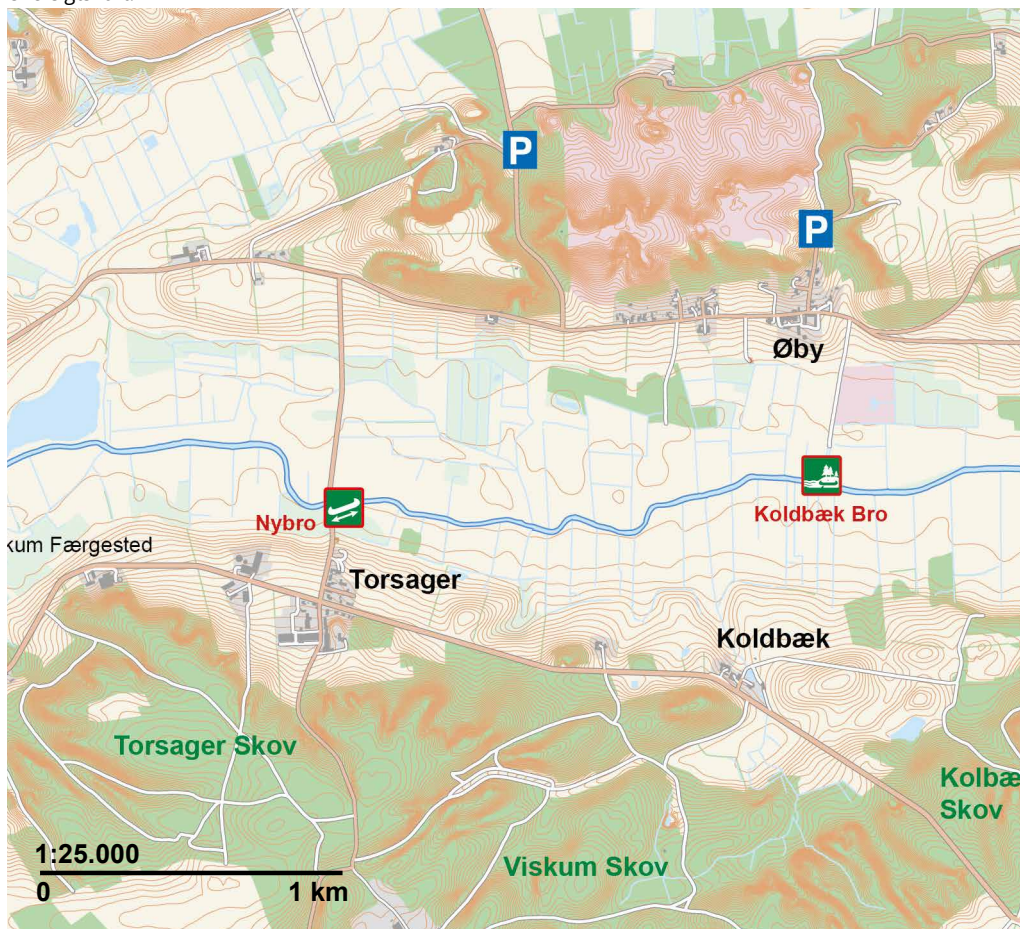 P
P
Øby
Nybro
Koldbæk Bro
kum Færgested
Torsager
Koldbæk
Torsager Skov
Kolbæ
Skov
Viskum Skov
1:25.000
0 1 km